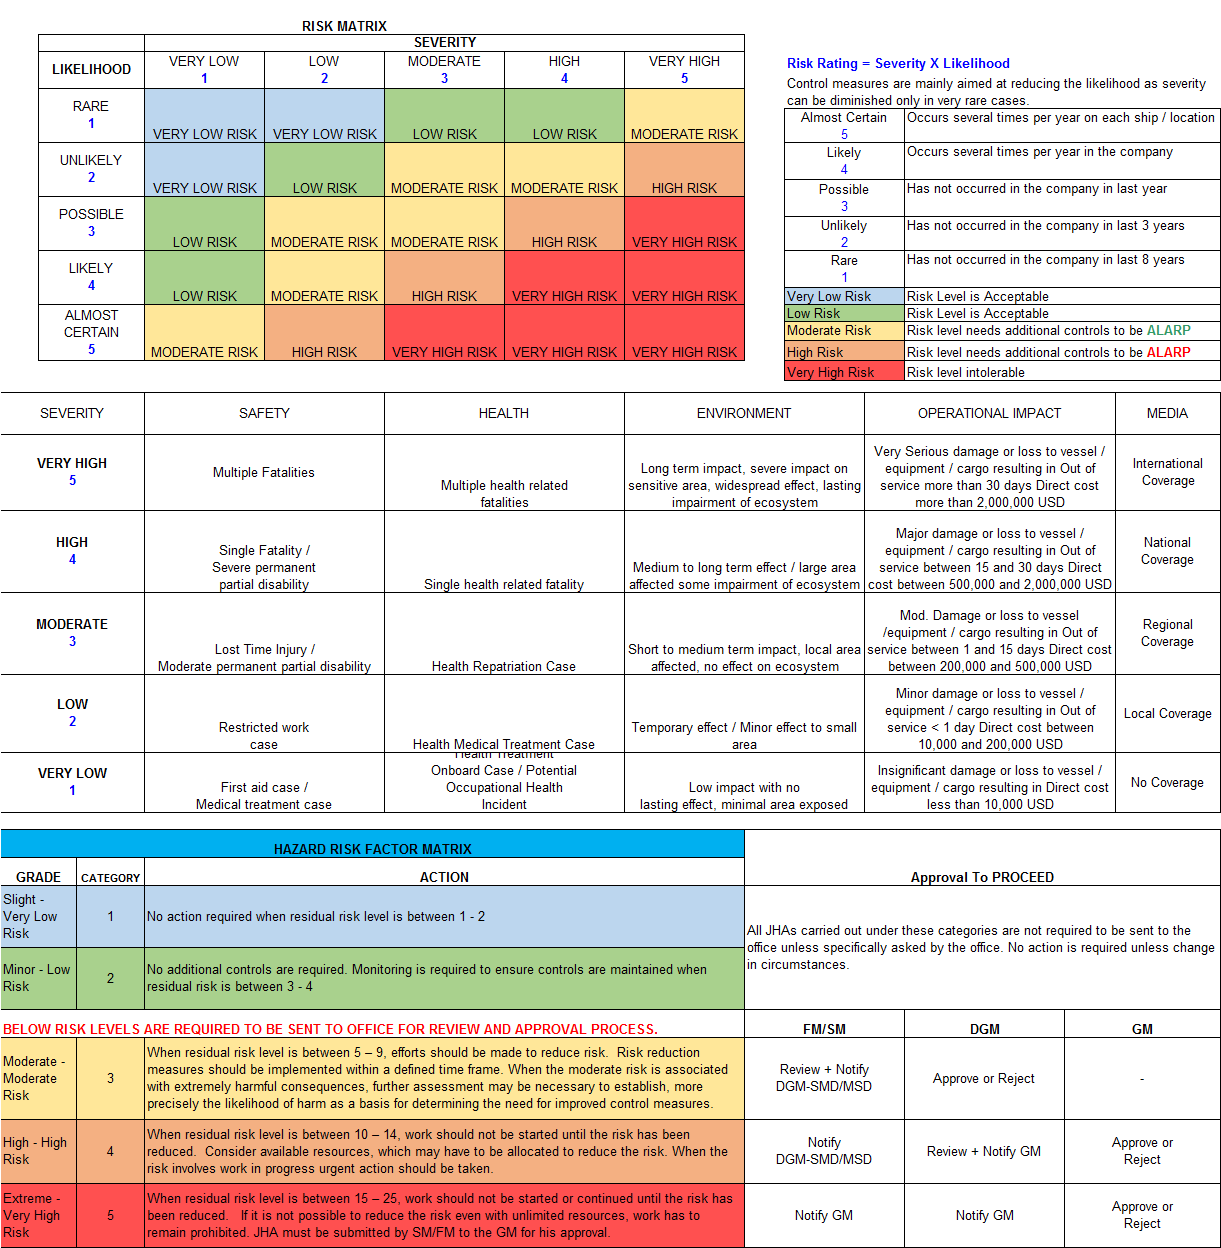 RISK MATRIX
SEVERITY
LIKELIHOOD
VERY LOW
1
LOW
2
MODERATE
3
HIGH
4
VERY HIGH
5
RARE
1
VERY LOW RISK
VERY LOW RISK
LOW RISK
LOW RISK
MODERATE RISK
UNLIKELY
2
VERY LOW RISK
LOW RISK
MODERATE RISK
MODERATE RISK
HIGH RISK
POSSIBLE
3
LOW RISK
MODERATE RISK
MODERATE RISK
HIGH RISK
VERY HIGH RISK
LIKELY
4
LOW RISK
MODERATE RISK
HIGH RISK
VERY HIGH RISK
VERY HIGH RISK
ALMOST
CERTAIN
5
MODERATE RISK
HIGH RISK
VERY HIGH RISK
VERY HIGH RISK
VERY HIGH RISK
Risk Rating = Severity X Likelihood
Control measures are mainly aimed at reducing the likelihood as severity
can be diminished only in very rare cases.
Almost Certain
5
Occurs several times per year on each ship / location
Likely
4
Occurs several times per year in the company
Possible
3
Has not occurred in the company in last year
Unlikely
2
Has not occurred in the company in last 3 years
Rare
1
Has not occurred in the company in last 8 years
Very Low Risk
Risk Level is Acceptable
Low Risk
Risk Level is Acceptable
Moderate Risk
Risk level needs additional controls to be ALARP
High Risk
Risk level needs additional controls to be ALARP
Very High Risk
Risk level intolerable
SEVERITY
SAFETY
HEALTH
ENVIRONMENT
OPERATIONAL IMPACT
MEDIA
VERY HIGH
5
Multiple Fatalities
Multiple health related
fatalities
Long term impact, severe impact on
sensitive area, widespread effect, lasting
impairment of ecosystem
Very Serious damage or loss to vessel /
equipment / cargo resulting in Out of
service more than 30 days Direct cost
more than 2,000,000 USD
International
Coverage
HIGH
4
Single Fatality /
Severe permanent
partial disability
Single health related fatality
Medium to long term effect / large area
affected some impairment of ecosystem
Major damage or loss to vessel /
equipment / cargo resulting in Out of
service between 15 and 30 days Direct
cost between 500,000 and 2,000,000 USD
National
Coverage
MODERATE
3
Lost Time Injury /
Moderate permanent partial disability
Health Repatriation Case
Short to medium term impact, local area
affected, no effect on ecosystem
Mod. Damage or loss to vessel
/equipment / cargo resulting in Out of
service between 1 and 15 days Direct cost
between 200,000 and 500,000 USD
Regional
Coverage
LOW
2
Restricted work
case
Health Medical Treatment Case
Temporary effect / Minor effect to small
area
Minor damage or loss to vessel /
equipment / cargo resulting in Out of
service < 1 day Direct cost between
10,000 and 200,000 USD
Local Coverage
VERY LOW
1
First aid case /
Medical treatment case
Health Treatment
Onboard Case / Potential
Occupational Health
Incident
Low impact with no
lasting effect, minimal area exposed
Insignificant damage or loss to vessel /
equipment / cargo resulting in Direct cost
less than 10,000 USD
No Coverage
HAZARD RISK FACTOR MATRIX
GRADE
CATEGORY
ACTION
Approval To PROCEED
Slight -
Very Low
Risk
1
No action required when residual risk level is between 1 - 2
All JHAs carried out under these categories are not required to be sent to the
office unless specifically asked by the office. No action is required unless change
in circumstances.
Minor - Low
Risk
2
No additional controls are required. Monitoring is required to ensure controls are maintained when
residual risk is between 3 - 4
BELOW RISK LEVELS ARE REQUIRED TO BE SENT TO OFFICE FOR REVIEW AND APPROVAL PROCESS.
FM/SM
DGM
GM
Moderate -
Moderate
Risk
3
When residual risk level is between 5 – 9, efforts should be made to reduce risk. Risk reduction
measures should be implemented within a defined time frame. When the moderate risk is associated
with extremely harmful consequences, further assessment may be necessary to establish, more
precisely the likelihood of harm as a basis for determining the need for improved control measures.
Review + Notify
DGM-SMD/MSD
Approve or Reject
-
High - High
Risk
4
When residual risk level is between 10 – 14, work should not be started until the risk has been
reduced. Consider available resources, which may have to be allocated to reduce the risk. When the
risk involves work in progress urgent action should be taken.
Notify
DGM-SMD/MSD
Review + Notify GM
Approve or
Reject
Extreme -
Very High
Risk
5
When residual risk level is between 15 – 25, work should not be started or continued until the risk has
been reduced. If it is not possible to reduce the risk even with unlimited resources, work has to
remain prohibited. JHA must be submitted by SM/FM to the GM for his approval.
Notify GM
Notify GM
Approve or
Reject